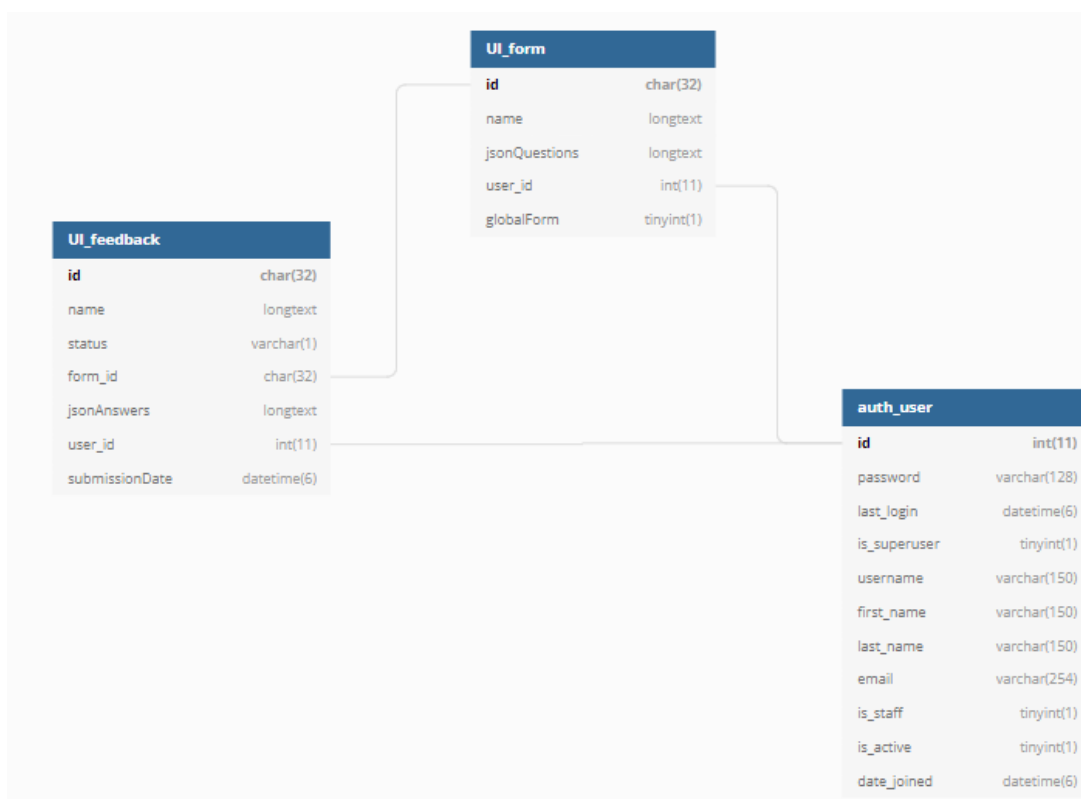 UI_form
id char(32)
name longtext
jsonQuestions longtext
user_id int(11)
globalForm tinyint(1)
UI_feedback
id char(32)
name longtext
status varchar(1)
form_id char(32)
jsonAnswers longtext
user_id int(11)
submissionDate datetime(6)
auth_user
id int(11)
password varchar(128)
last_login datetime(6)
is_superuser tinyint(1)
username varchar(150)
first_name varchar(150)
last_name varchar(150)
email varchar(254)
is_staff tinyint(1)
is_active tinyint(1)
date_joined datetime(6)